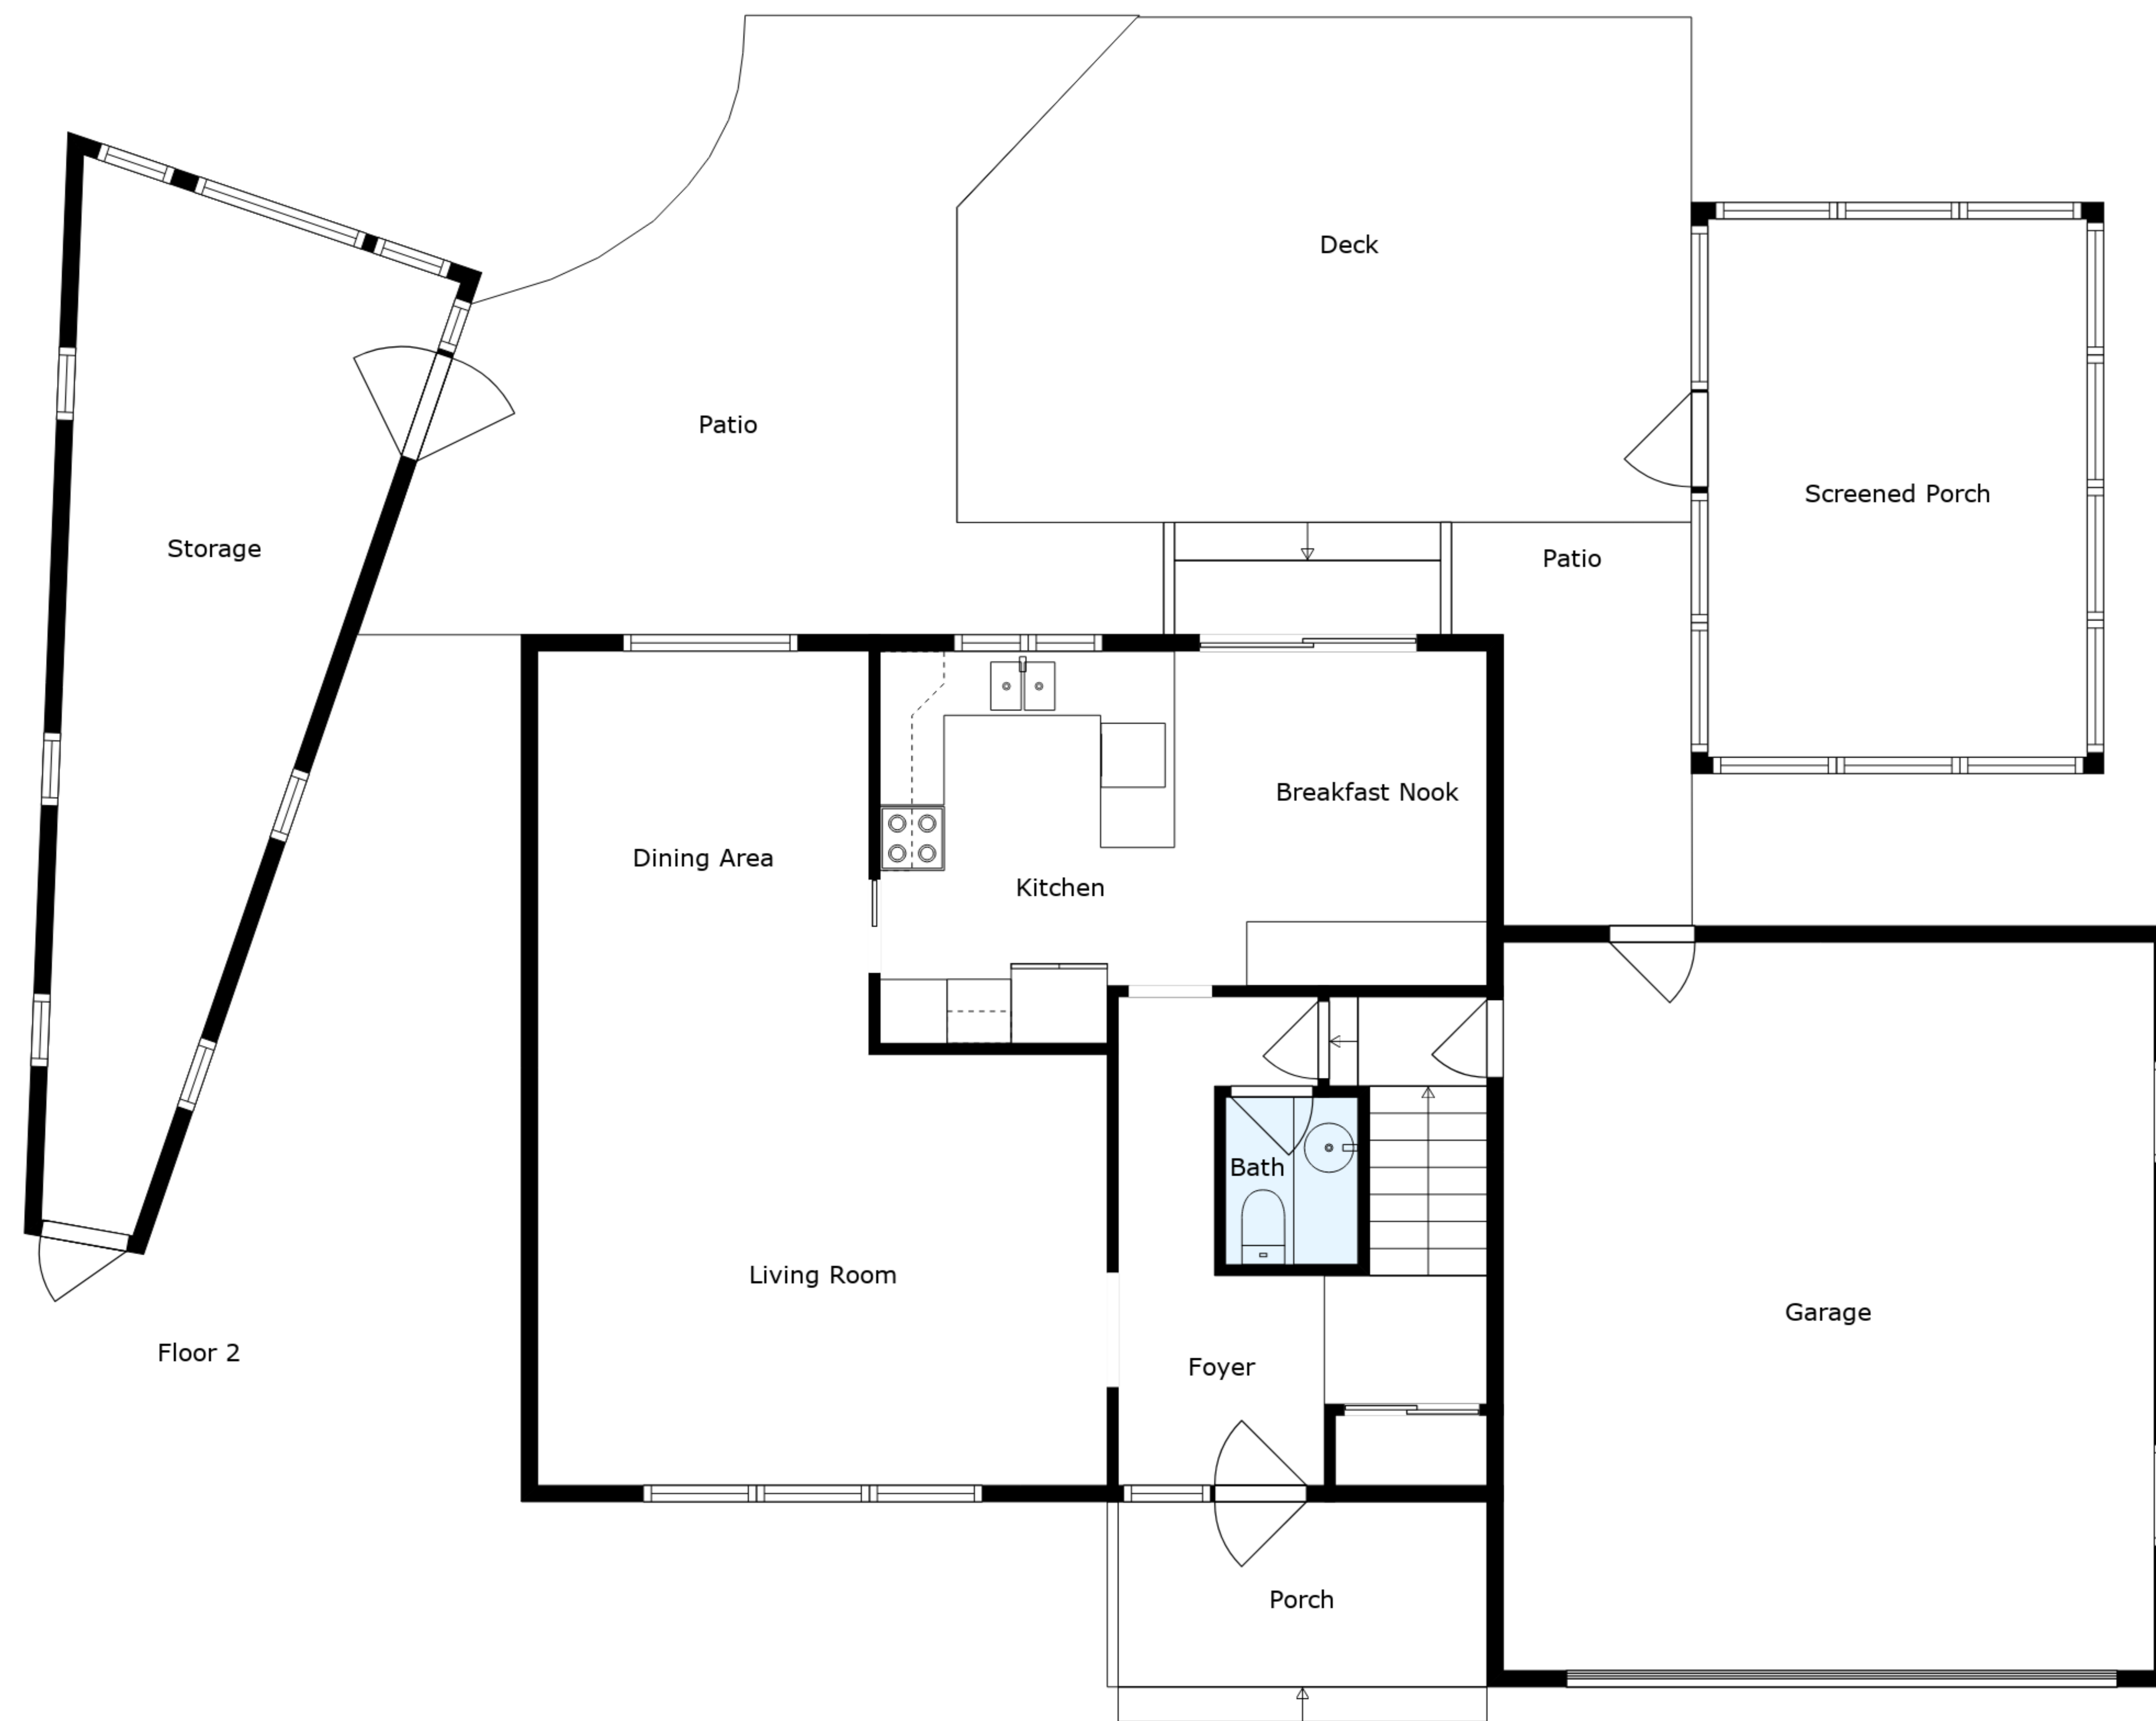 Deck
Patio
Screened Porch
Storage
Patio
Breakfast Nook
Dining Area
Kitchen
Bath
Living Room
Garage
Foyer
Floor 2
Porch